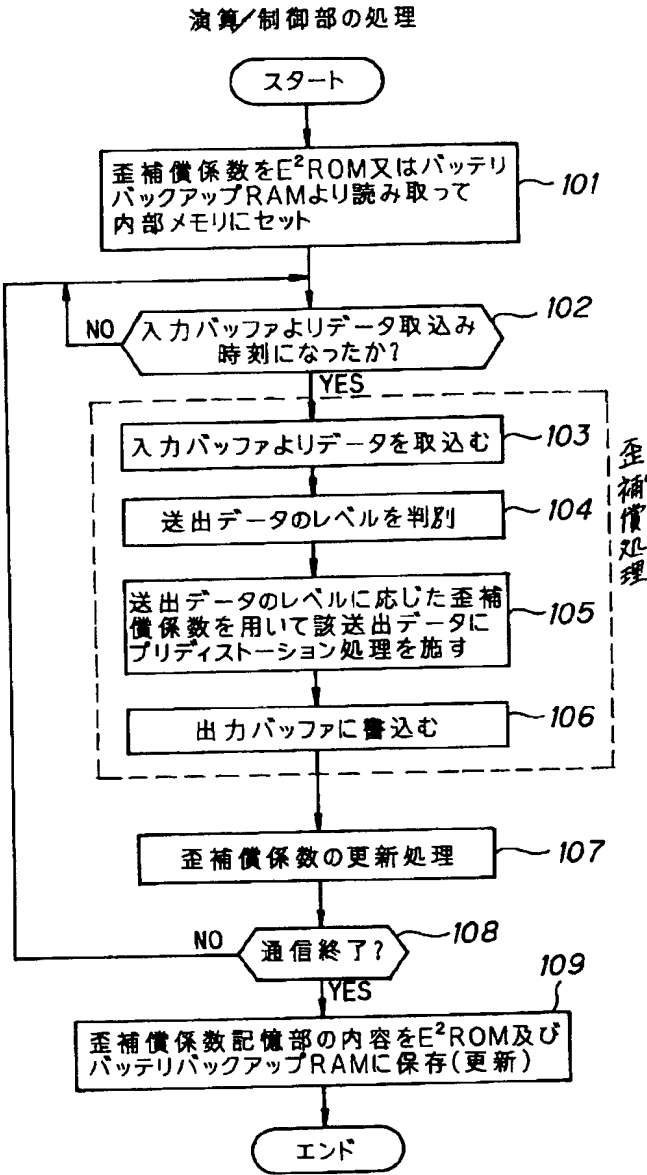 演算/制御部の処理
スタート
歪補償係数をE²ROM又はバッテリ
バックアップRAMより読み取って
内部メモリにセット
101
入力バッファよりデータ取込み
時刻になったか?
102
NO
YES
入力バッファよりデータを取込む
103
送出データのレベルを判別
104
送出データのレベルに応じた歪補
償係数を用いて該送出データに
プリディストーション処理を施す
105
出力バッファに書込む
106
歪補償処理
歪補償係数の更新処理
107
通信終了?
108
NO
YES
109
歪補償係数記憶部の内容をE²ROM及び
バッテリバックアップRAMに保存(更新)
エンド